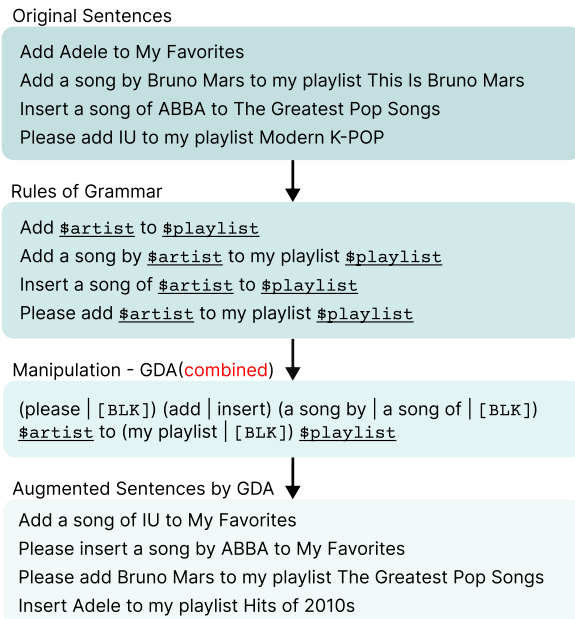 Original Sentences
Add Adele to My Favorites
Add a song by Bruno Mars to my playlist This Is Bruno Mars
Insert a song of ABBA to The Greatest Pop Songs
Please add IU to my playlist Modern K-POP
Rules of Grammar
Add $artist to $playlist
Add a song by $artist to my playlist $playlist
Insert a song of $artist to $playlist
Please add $artist to my playlist $playlist
Manipulation - GDA(combined)
(please | [BLK]) (add | insert) (a song by | a song of | [BLK])
$artist to (my playlist | [BLK]) $playlist
Augmented Sentences by GDA
Add a song of IU to My Favorites
Please insert a song by ABBA to My Favorites
Please add Bruno Mars to my playlist The Greatest Pop Songs
Insert Adele to my playlist Hits of 2010s